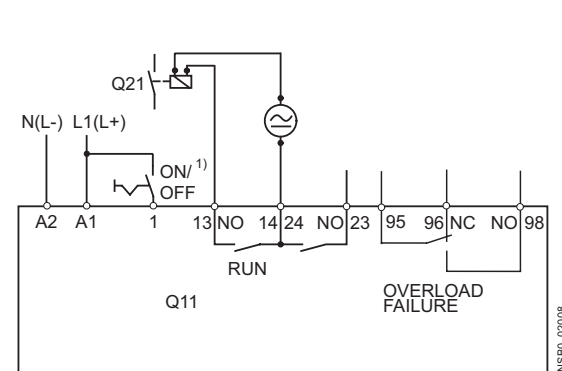 Q21
N(L-) L1(L+)
ON/ 1)
OFF
A2 A1 1 13 NO 14 24 NO 23 95 96 NC NO 98
RUN
Q11
OVERLOAD
FAILURE